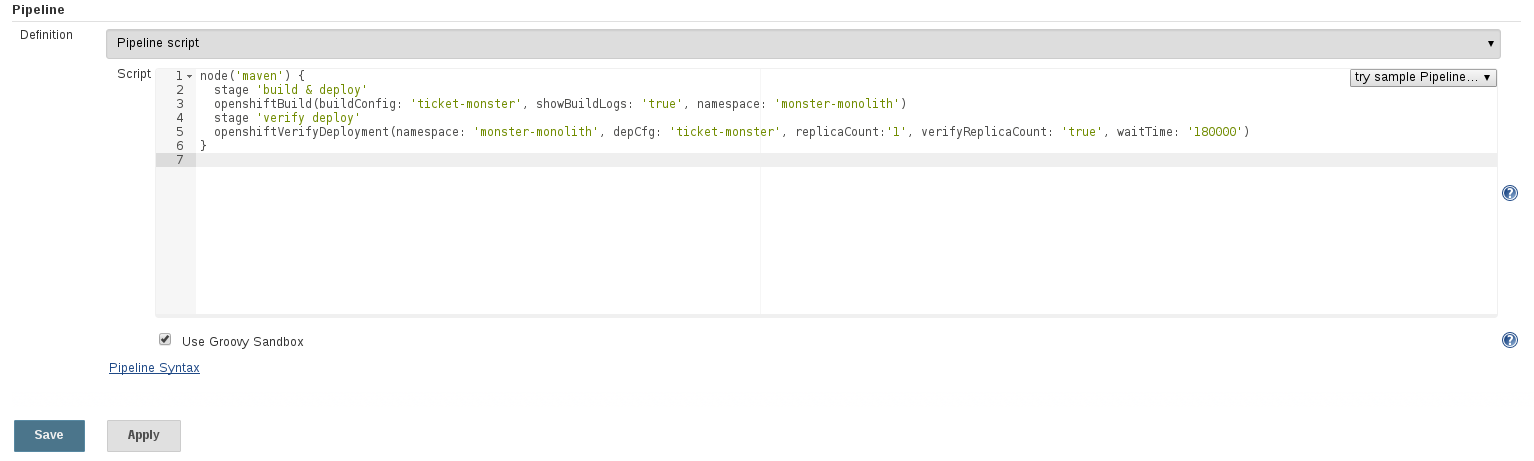 Pipeline
Definition
Pipeline script
Script
try sample Pipeline...
1 node('maven') {
2 stage 'build & deploy'
3 openshiftBuild(buildConfig: 'ticket-monster', showBuildLogs: 'true', namespace: 'monster-monolith')
4 stage 'verify deploy'
5 openshiftVerifyDeployment(namespace: 'monster-monolith', depCfg: 'ticket-monster', replicaCount:'1', verifyReplicaCount: 'true', waitTime: '180000')
6 }
7
Use Groovy Sandbox
Pipeline Syntax
Save Apply